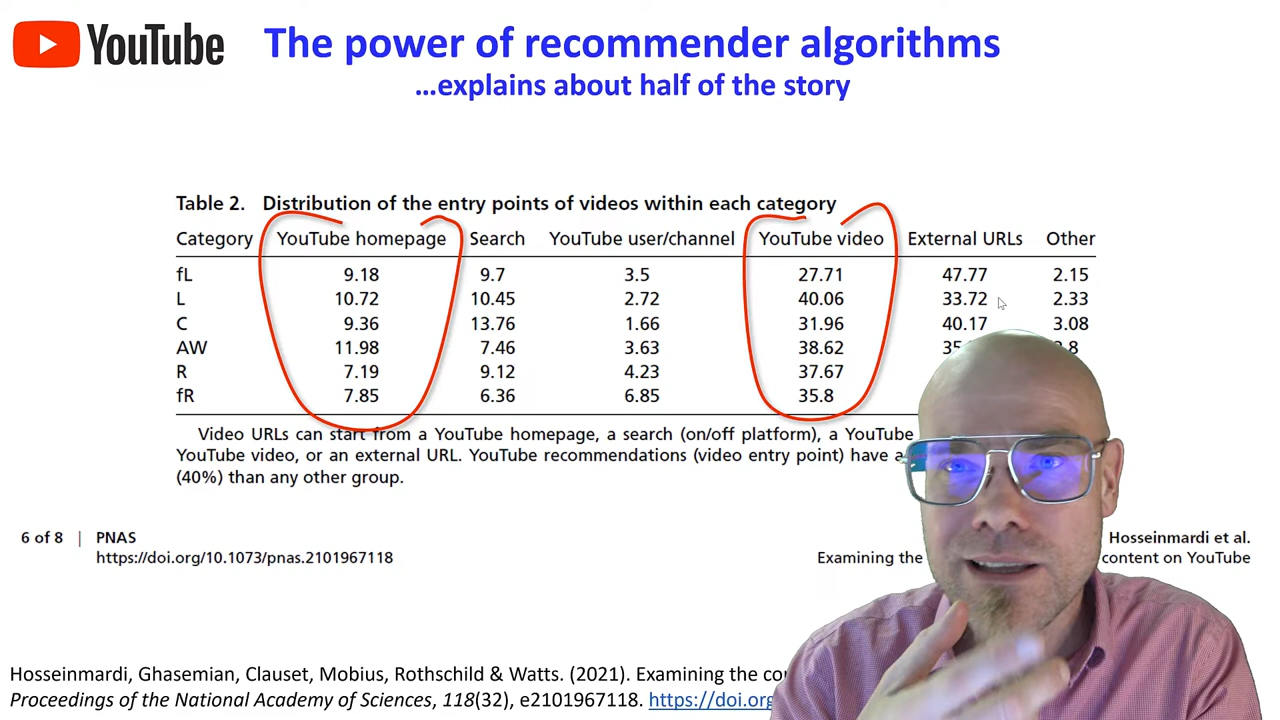 YouTube
The power of recommender algorithms
…explains about half of the story
Table 2. Distribution of the entry points of videos within each category
Category YouTube homepage Search YouTube user/channel YouTube video External URLs Other
fL 9.18 9.7 3.5 27.71 47.77 2.15
L 10.72 10.45 2.72 40.06 33.72 2.33
C 9.36 13.76 1.66 31.96 40.17 3.08
AW 11.98 7.46 3.63 38.62
R 7.19 9.12 4.23 37.67
fR 7.85 6.36 6.85 35.8
Video URLs can start from a YouTube homepage, a search (on/off platform), a YouTube
YouTube video, or an external URL. YouTube recommendations (video entry point) have a
(40%) than any other group.
6 of 8 | PNAS
https://doi.org/10.1073/pnas.2101967118
Hosseinmardi et al.
Examining the content on YouTube
Hosseinmardi, Ghasemian, Clauset, Mobius, Rothschild & Watts. (2021). Examining the
Proceedings of the National Academy of Sciences, 118(32), e2101967118. https://doi.org